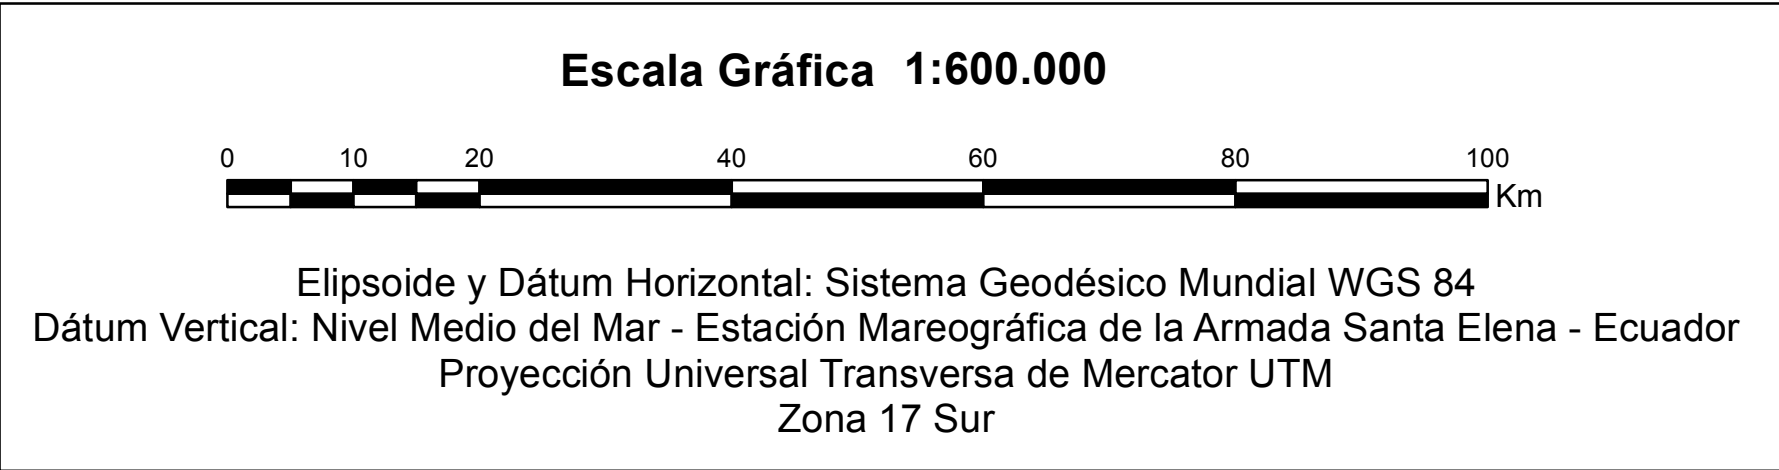 Escala Gráfica 1:600.000
0 10 20 40 60 80 100
Km
Elipsoide y Dátum Horizontal: Sistema Geodésico Mundial WGS 84
Dátum Vertical: Nivel Medio del Mar - Estación Mareográfica de la Armada Santa Elena - Ecuador
Proyección Universal Transversa de Mercator UTM
Zona 17 Sur